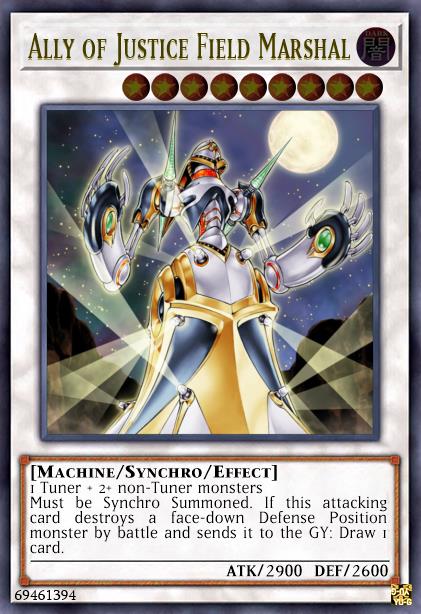 ALLY OF JUSTICE FIELD MARSHAL
DARK
闇
[MACHINE/SYNCHRO/EFFECT]
1 Tuner + 2+ non-Tuner monsters
Must be Synchro Summoned. If this attacking
card destroys a face-down Defense Position
monster by battle and sends it to the GY: Draw 1
card.
ATK/2900 DEF/2600
69461394